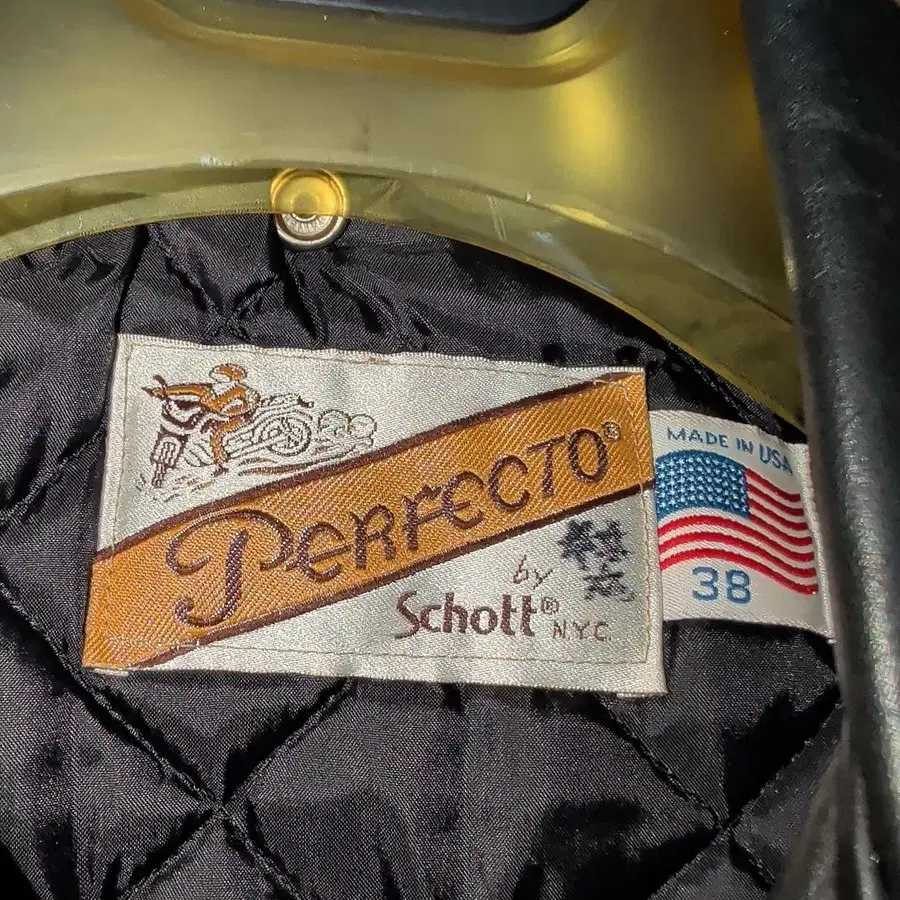 PERFECTO®
by
Schott® N.Y.C.
MADE IN USA
38